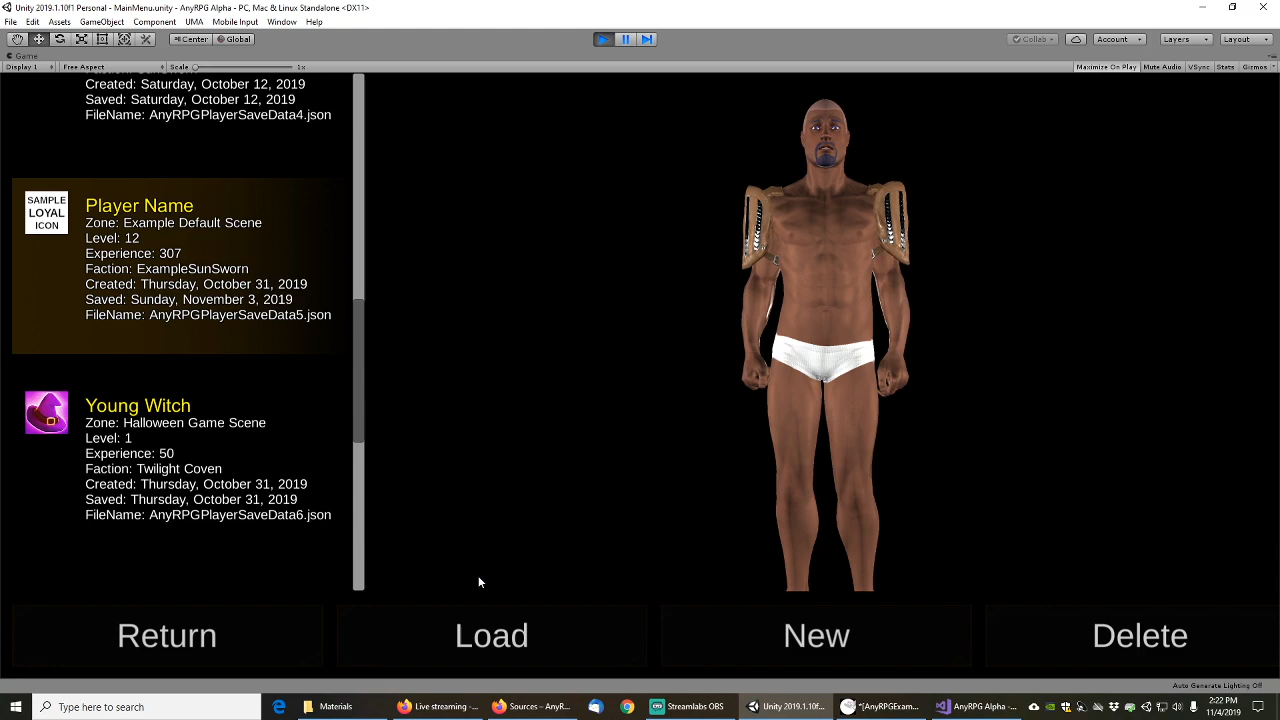 Unity 2019.1.10f1 Personal - MainMenu.unity - AnyRPG Alpha - PC, Mac & Linux Standalone <DX11>
File Edit Assets GameObject Component UMA Mobile Input Window Help
Center Global Collab Account Layers Layout
Game
Display 1 Free Aspect Scale 1x Maximize On Play Mute Audio VSync Stats Gizmos
Created: Saturday, October 12, 2019
Saved: Saturday, October 12, 2019
FileName: AnyRPGPlayerSaveData4.json
SAMPLE
LOYAL
ICON
Player Name
Zone: Example Default Scene
Level: 12
Experience: 307
Faction: ExampleSunSworn
Created: Thursday, October 31, 2019
Saved: Sunday, November 3, 2019
FileName: AnyRPGPlayerSaveData5.json
Young Witch
Zone: Halloween Game Scene
Level: 1
Experience: 50
Faction: Twilight Coven
Created: Thursday, October 31, 2019
Saved: Thursday, October 31, 2019
FileName: AnyRPGPlayerSaveData6.json
Return Load New Delete
Auto Generate Lighting Off
Type here to search Materials Live streaming -... Sources – AnyR... Streamlabs OBS Unity 2019.1.10f... *[AnyRPGExam... AnyRPG Alpha -... 2:22 PM
11/4/2019